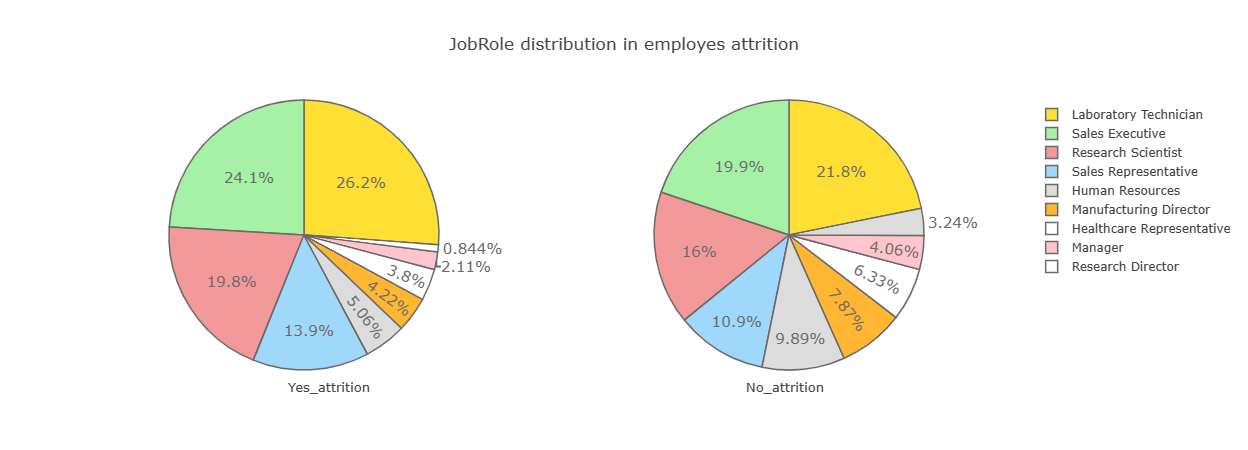 JobRole distribution in employes attrition
24.1%
26.2%
19.8%
13.9%
5.06%
4.22%
3.8%
2.11%
0.844%
Yes_attrition
19.9%
21.8%
3.24%
16%
4.06%
6.33%
7.87%
10.9%
9.89%
No_attrition
Laboratory Technician
Sales Executive
Research Scientist
Sales Representative
Human Resources
Manufacturing Director
Healthcare Representative
Manager
Research Director